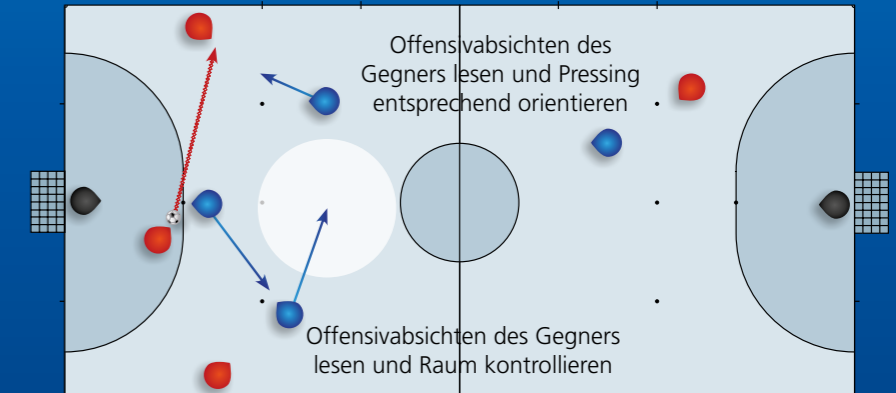 Offensivabsichten des
Gegners lesen und Pressing
entsprechend orientieren
Offensivabsichten des Gegners
lesen und Raum kontrollieren